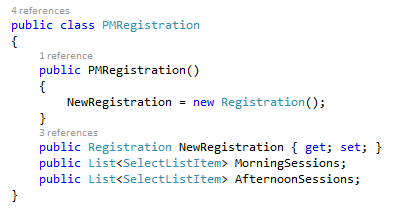 4 references
public class PMRegistration
{
1 reference
public PMRegistration()
{
NewRegistration = new Registration();
}
3 references
public Registration NewRegistration { get; set; }
public List<SelectListItem> MorningSessions;
public List<SelectListItem> AfternoonSessions;
}